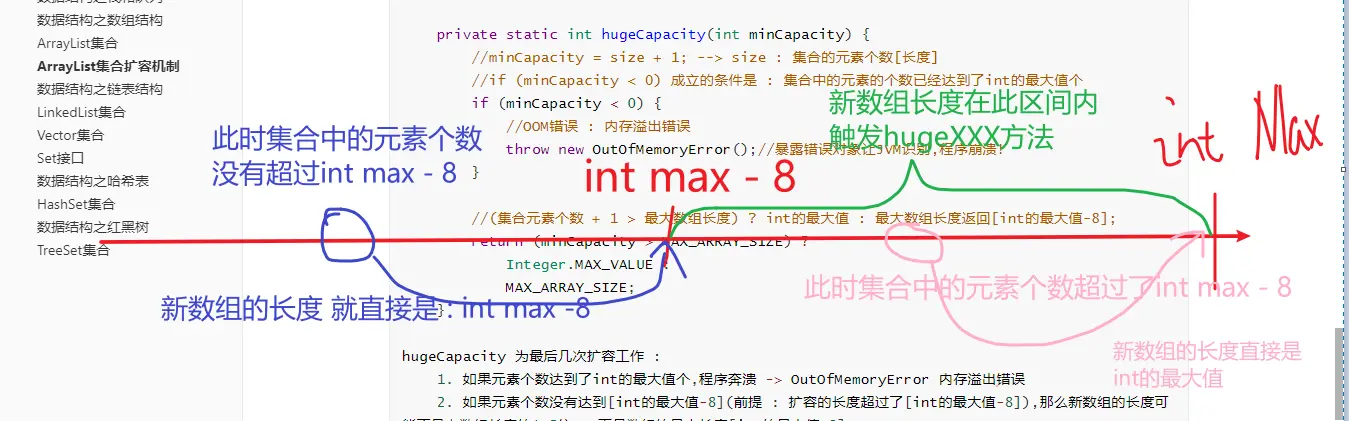 数据结构之数组结构
ArrayList集合
ArrayList集合扩容机制
数据结构之链表结构
LinkedList集合
Vector集合
Set接口
数据结构之哈希表
HashSet集合
数据结构之红黑树
TreeSet集合
private static int hugeCapacity(int minCapacity) {
//minCapacity = size + 1; --> size : 集合的元素个数[长度]
//if (minCapacity < 0) 成立的条件是 : 集合中的元素的个数已经达到了int的最大值个
if (minCapacity < 0) {
//OOM错误 : 内存溢出错误
throw new OutOfMemoryError();//暴露错误对象让JVM识别,程序崩溃!
}
//(集合元素个数 + 1 > 最大数组长度) ? int的最大值 : 最大数组长度返回[int的最大值-8];
return (minCapacity > MAX_ARRAY_SIZE) ?
Integer.MAX_VALUE :
MAX_ARRAY_SIZE;
}
新数组长度在此区间内
触发hugeXXX方法
int Max
此时集合中的元素个数
没有超过int max - 8
int max - 8
新数组的长度 就直接是 : int max -8
此时集合中的元素个数超过了int max - 8
新数组的长度直接是
int的最大值
hugeCapacity 为最后几次扩容工作 :
1. 如果元素个数达到了int的最大值个,程序奔溃 -> OutOfMemoryError 内存溢出错误
2. 如果元素个数没有达到[int的最大值-8](前提 : 扩容的长度超过了[int的最大值-8]),那么新数组的长度可